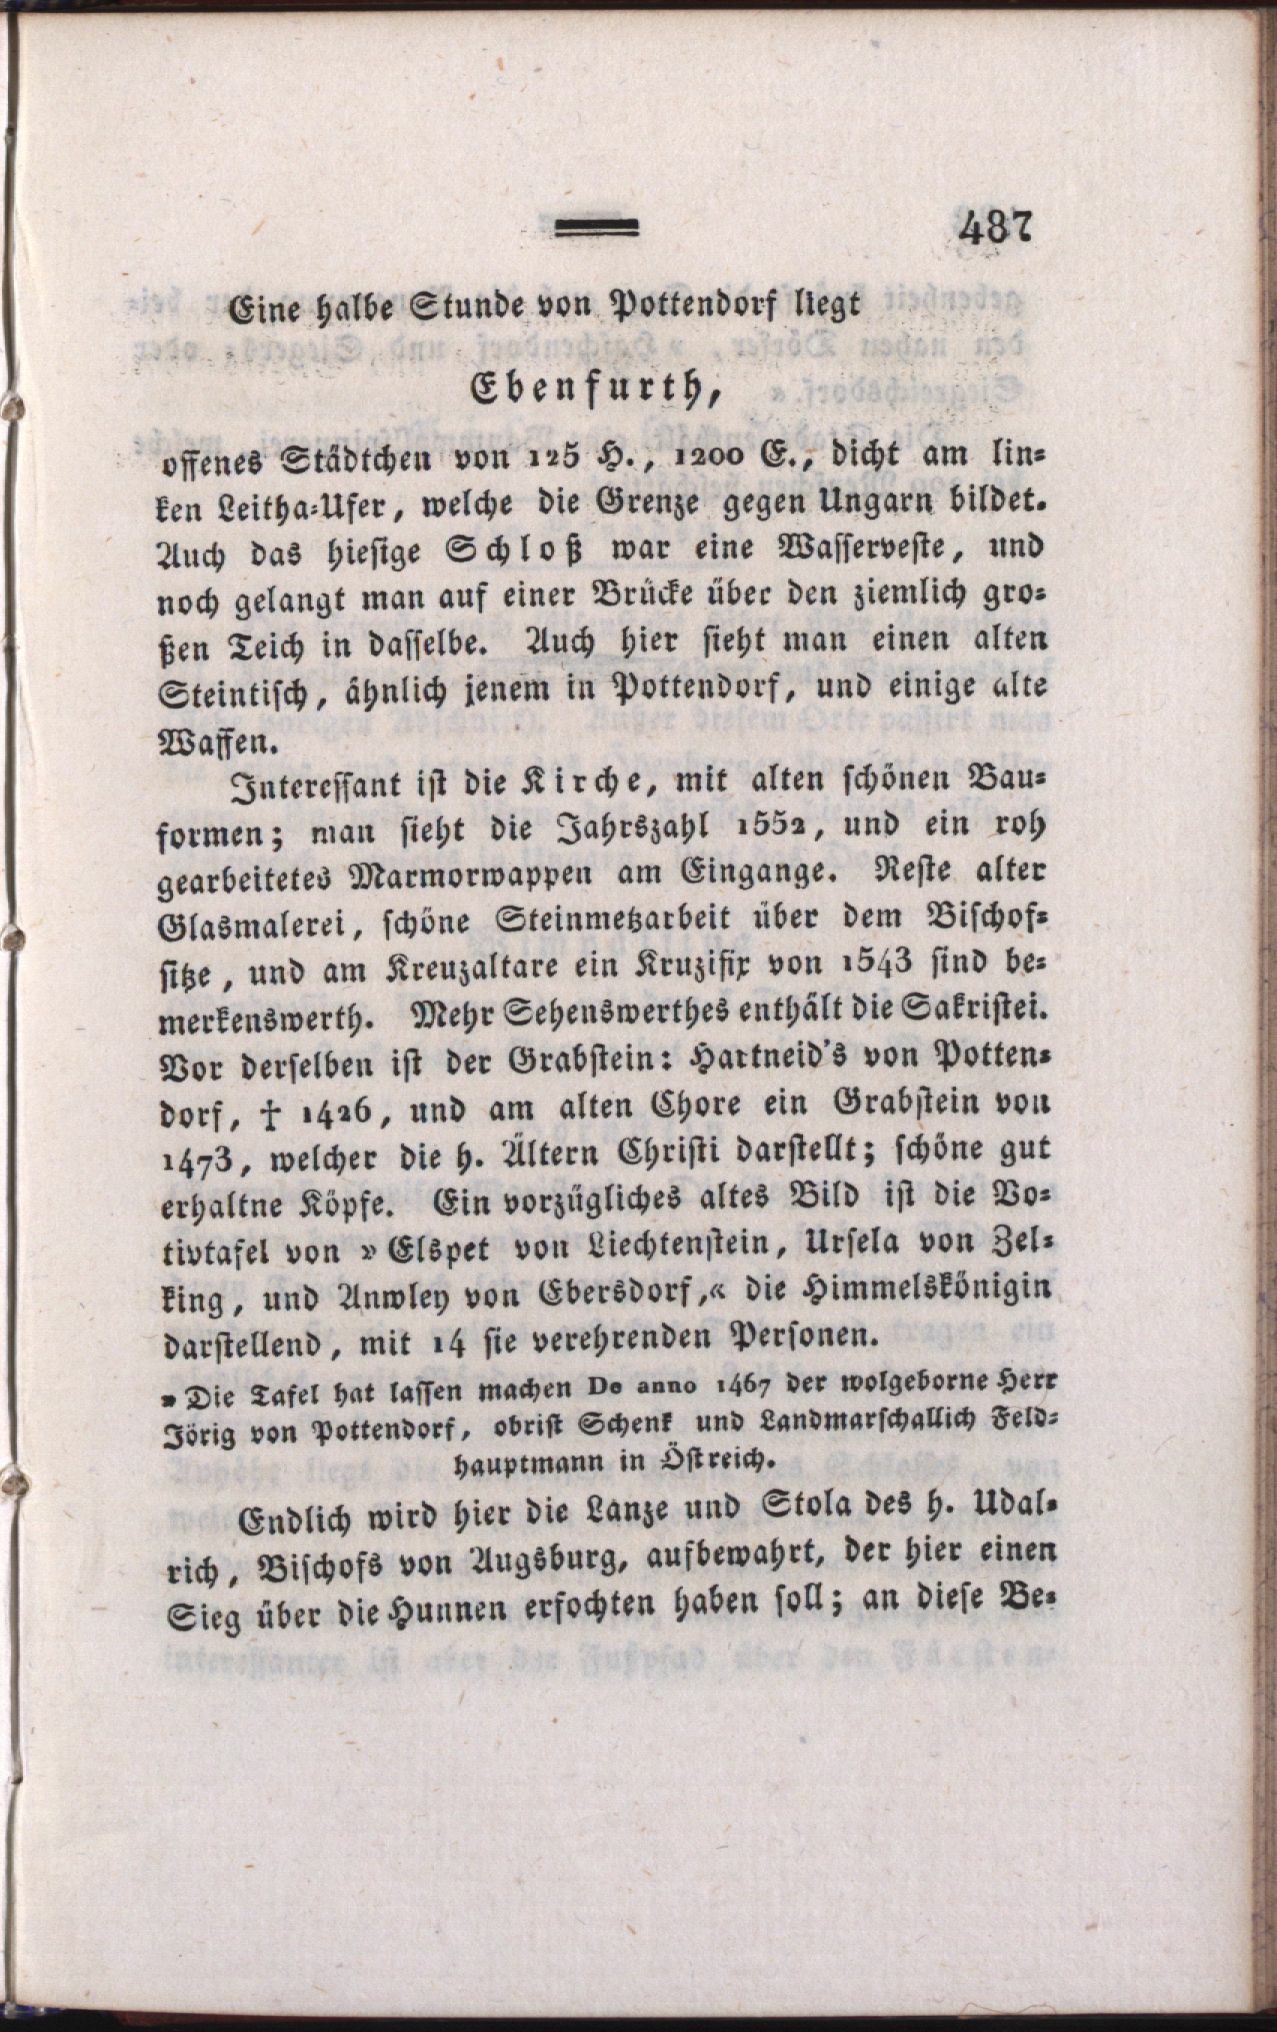 487
Eine halbe Stunde von Pottendorf liegt
Ebenfurth,
offenes Städtchen von 125 H., 1200 E., dicht am lin-
ken Leitha-Ufer, welche die Grenze gegen Ungarn bildet.
Auch das hiesige Schloß war eine Wasserveste, und
noch gelangt man auf einer Brücke über den ziemlich gro-
ßen Teich in dasselbe. Auch hier sieht man einen alten
Steintisch, ähnlich jenem in Pottendorf, und einige alte
Waffen.
Interessant ist die Kirche, mit alten schönen Bau-
formen; man sieht die Jahrszahl 1552, und ein roh
gearbeitetes Marmorwappen am Eingange. Reste alter
Glasmalerei, schöne Steinmetzarbeit über dem Bischof-
sitze, und am Kreuzaltare ein Kruzifix von 1543 sind be-
merkenswerth. Mehr Sehenswerthes enthält die Sakristei.
Vor derselben ist der Grabstein: Hartneid's von Potten-
dorf, † 1426, und am alten Chore ein Grabstein von
1473, welcher die h. Ältern Christi darstellt; schöne gut
erhaltne Köpfe. Ein vorzügliches altes Bild ist die Vo-
tivtafel von »Elspet von Liechtenstein, Ursela von Zel-
king, und Anwley von Ebersdorf,« die Himmelskönigin
darstellend, mit 14 sie verehrenden Personen.
»Die Tafel hat lassen machen Do anno 1467 der wolgeborne Herr
Jörig von Pottendorf, obrist Schenk und Landmarschallich Feld-
hauptmann in Östreich.
Endlich wird hier die Lanze und Stola des h. Udal-
rich, Bischofs von Augsburg, aufbewahrt, der hier einen
Sieg über die Hunnen erfochten haben soll; an diese Be-